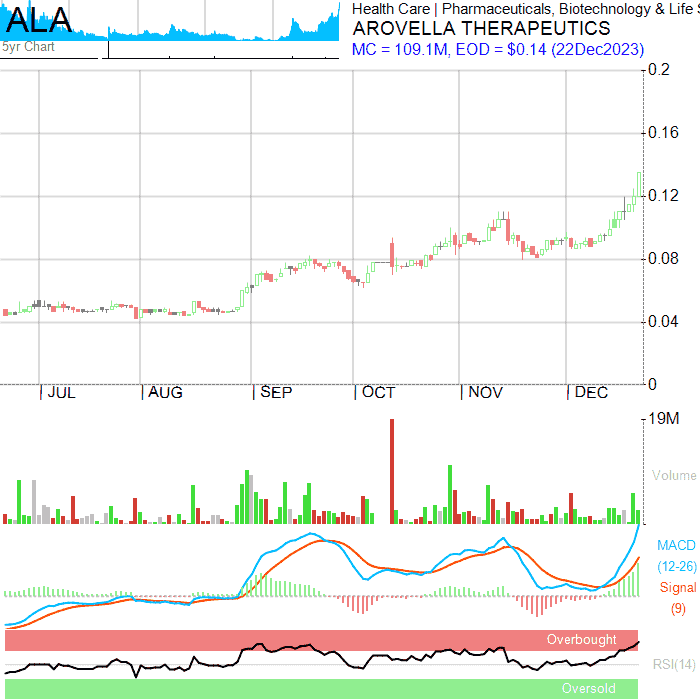 ALA
5yr Chart
Health Care | Pharmaceuticals, Biotechnology & Life S
AROVELLA THERAPEUTICS
MC = 109.1M, EOD = $0.14 (22Dec2023)
0.2
0.16
0.12
0.08
0.04
0
JUL AUG SEP OCT NOV DEC
19M
Volume
MACD
(12-26)
Signal
(9)
Overbought
RSI(14)
Oversold